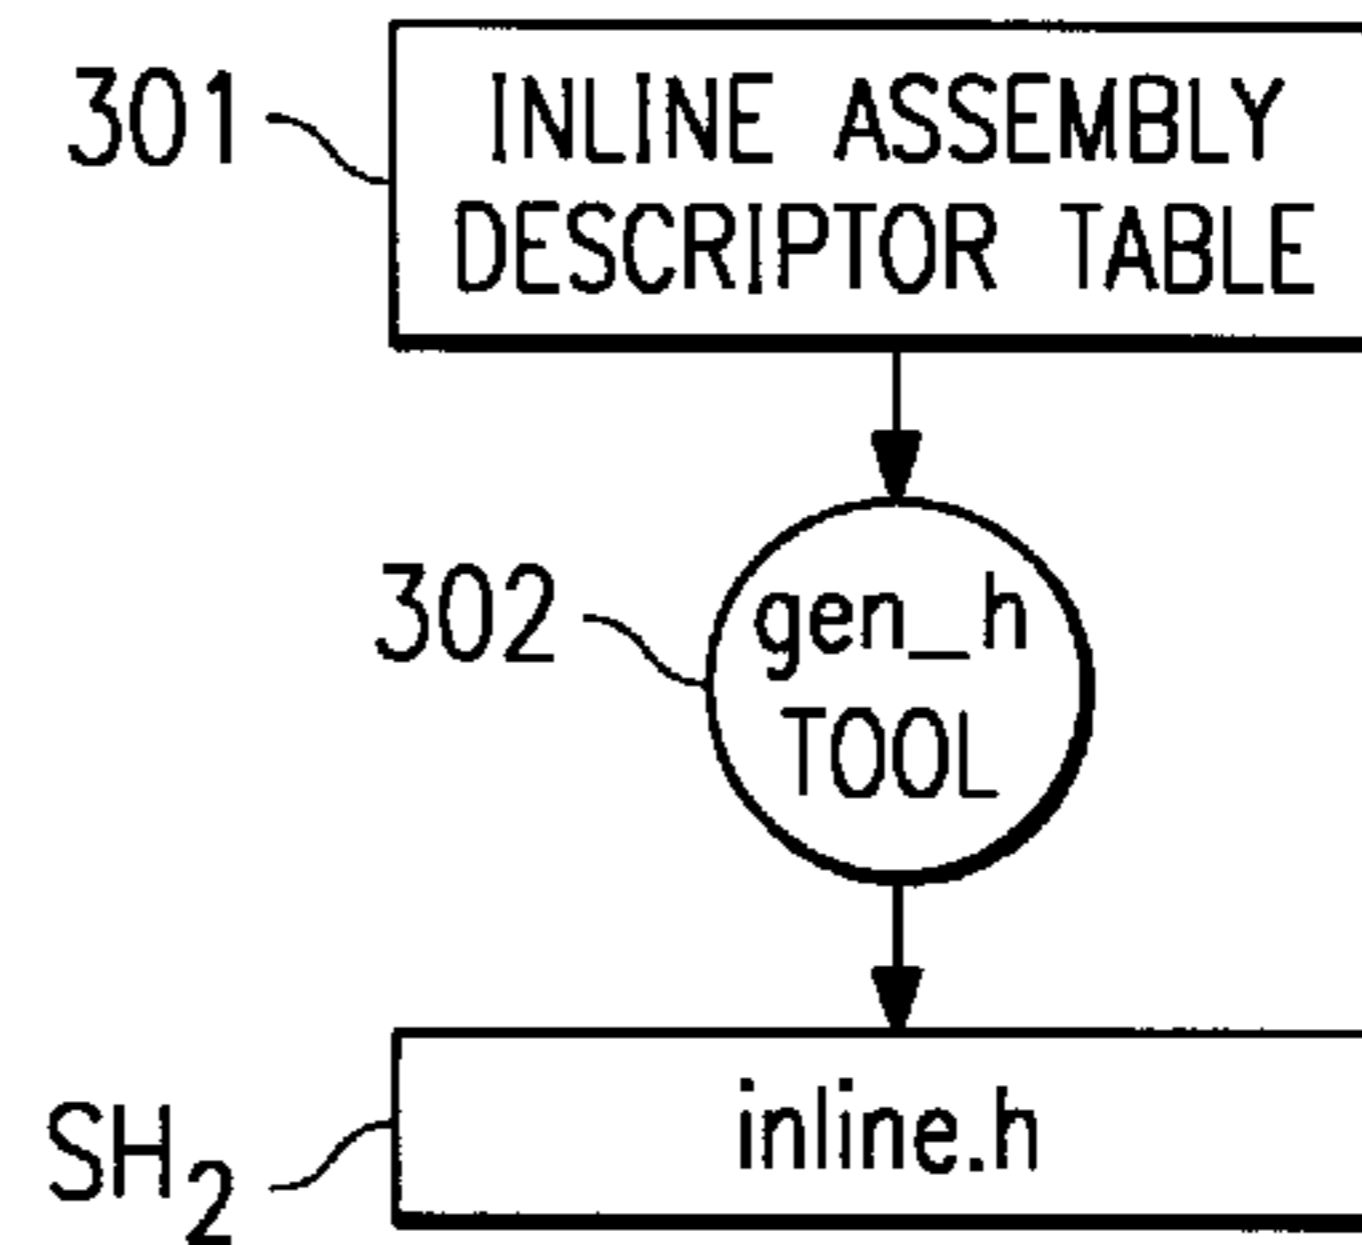 301
INLINE ASSEMBLY
DESCRIPTOR TABLE
302
gen_h
TOOL
SH2
inline.h